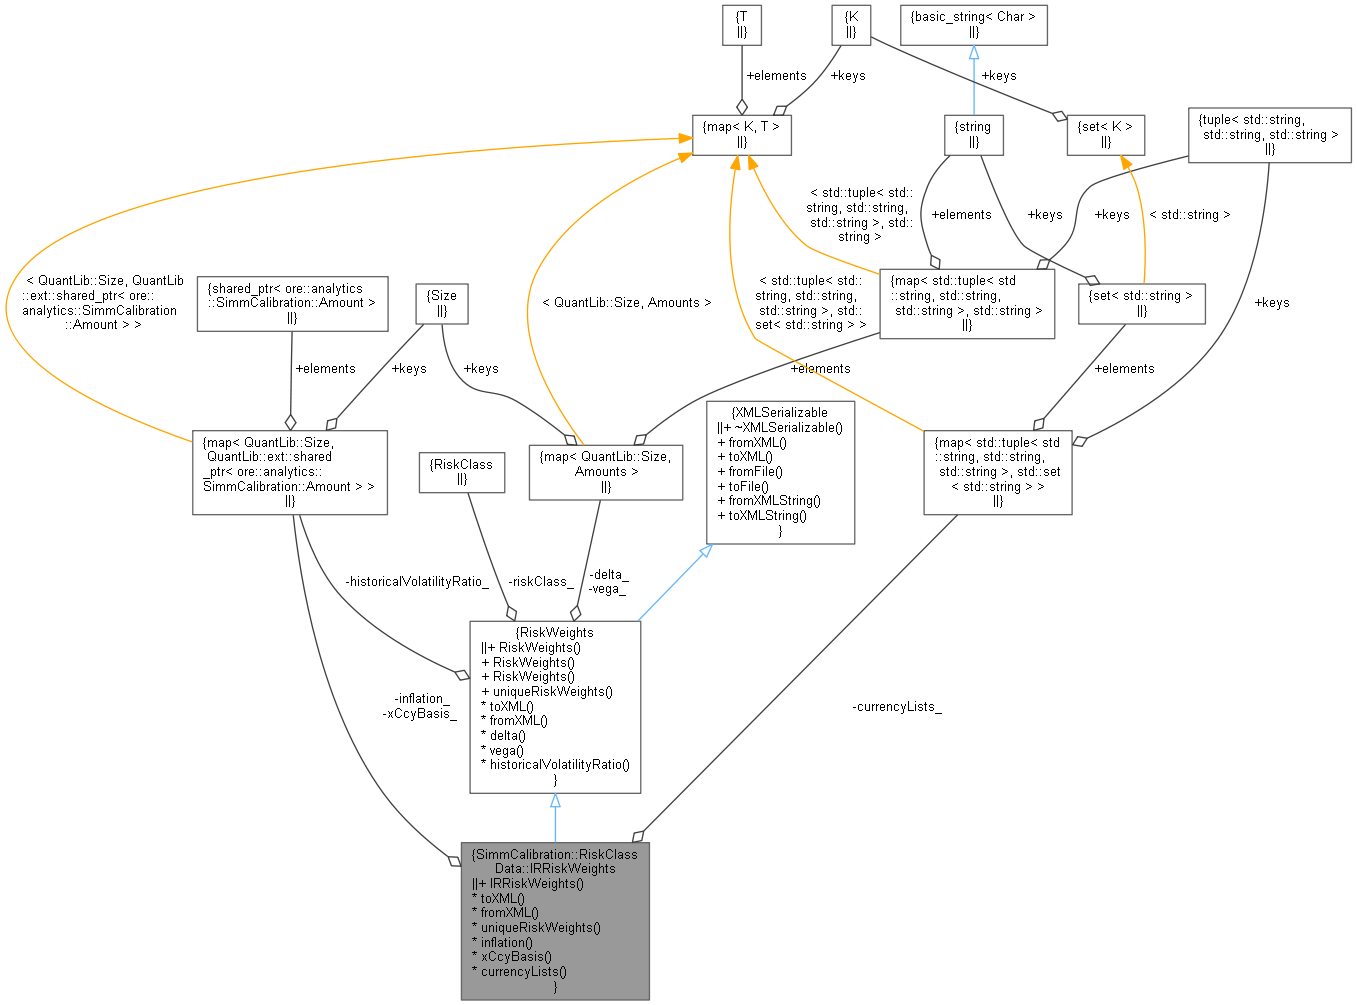 {T
||}
{K
||}
{basic_string< Char >
||}
+elements
+keys
+keys
{map< K, T >
||}
{string
||}
{set< K >
||}
{tuple< std::string,
std::string, std::string >
||}
< std::tuple< std::
string, std::string,
std::string >, std::
string >
+elements
+keys
+keys
< std::string >
< QuantLib::Size, QuantLib
::ext::shared_ptr< ore::
analytics::SimmCalibration
::Amount > >
{shared_ptr< ore::analytics
::SimmCalibration::Amount >
||}
{Size
||}
< QuantLib::Size, Amounts >
< std::tuple< std::
string, std::string,
std::string >, std::
set< std::string > >
{map< std::tuple< std
::string, std::string,
std::string >, std::string >
||}
{set< std::string >
||}
+keys
+elements
+keys
+keys
+elements
+elements
{map< QuantLib::Size,
QuantLib::ext::shared
_ptr< ore::analytics::
SimmCalibration::Amount > >
||}
{RiskClass
||}
{map< QuantLib::Size,
Amounts >
||}
{XMLSerializable
||+ ~XMLSerializable()
+ fromXML()
+ toXML()
+ fromFile()
+ toFile()
+ fromXMLString()
+ toXMLString()
}
{map< std::tuple< std
::string, std::string,
std::string >, std::set
< std::string > >
||}
-historicalVolatilityRatio_
-riskClass_
-delta_
-vega_
{RiskWeights
||+ RiskWeights()
+ RiskWeights()
+ RiskWeights()
+ uniqueRiskWeights()
* toXML()
* fromXML()
* delta()
* vega()
* historicalVolatilityRatio()
}
-inflation_
-xCcyBasis_
-currencyLists_
{SimmCalibration::RiskClass
Data::IRRiskWeights
||+ IRRiskWeights()
* toXML()
* fromXML()
* uniqueRiskWeights()
* inflation()
* xCcyBasis()
* currencyLists()
}